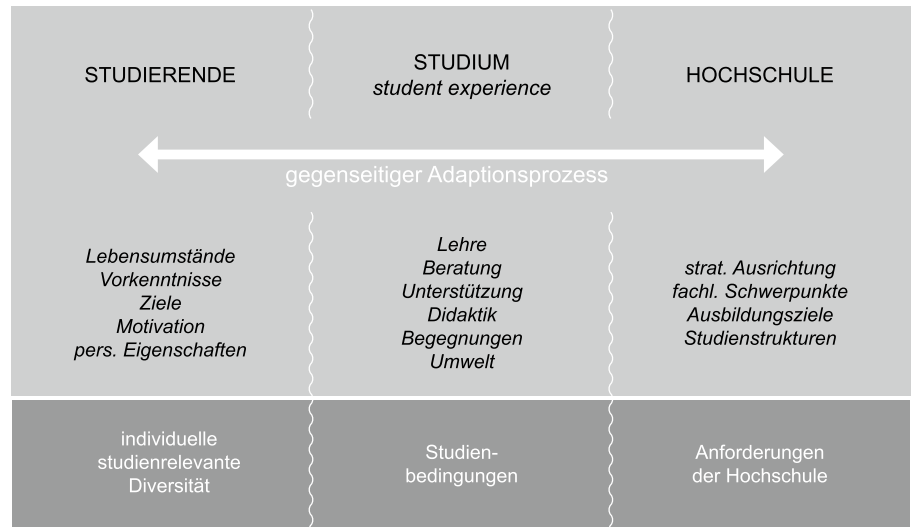 STUDIERENDE
STUDIUM
student experience
HOCHSCHULE
gegenseitiger Adaptionsprozess
Lebensumstände
Vorkenntnisse
Ziele
Motivation
pers. Eigenschaften
Lehre
Beratung
Unterstützung
Didaktik
Begegnungen
Umwelt
strat. Ausrichtung
fachl. Schwerpunkte
Ausbildungsziele
Studienstrukturen
individuelle
studienrelevante
Diversität
Studien-
bedingungen
Anforderungen
der Hochschule